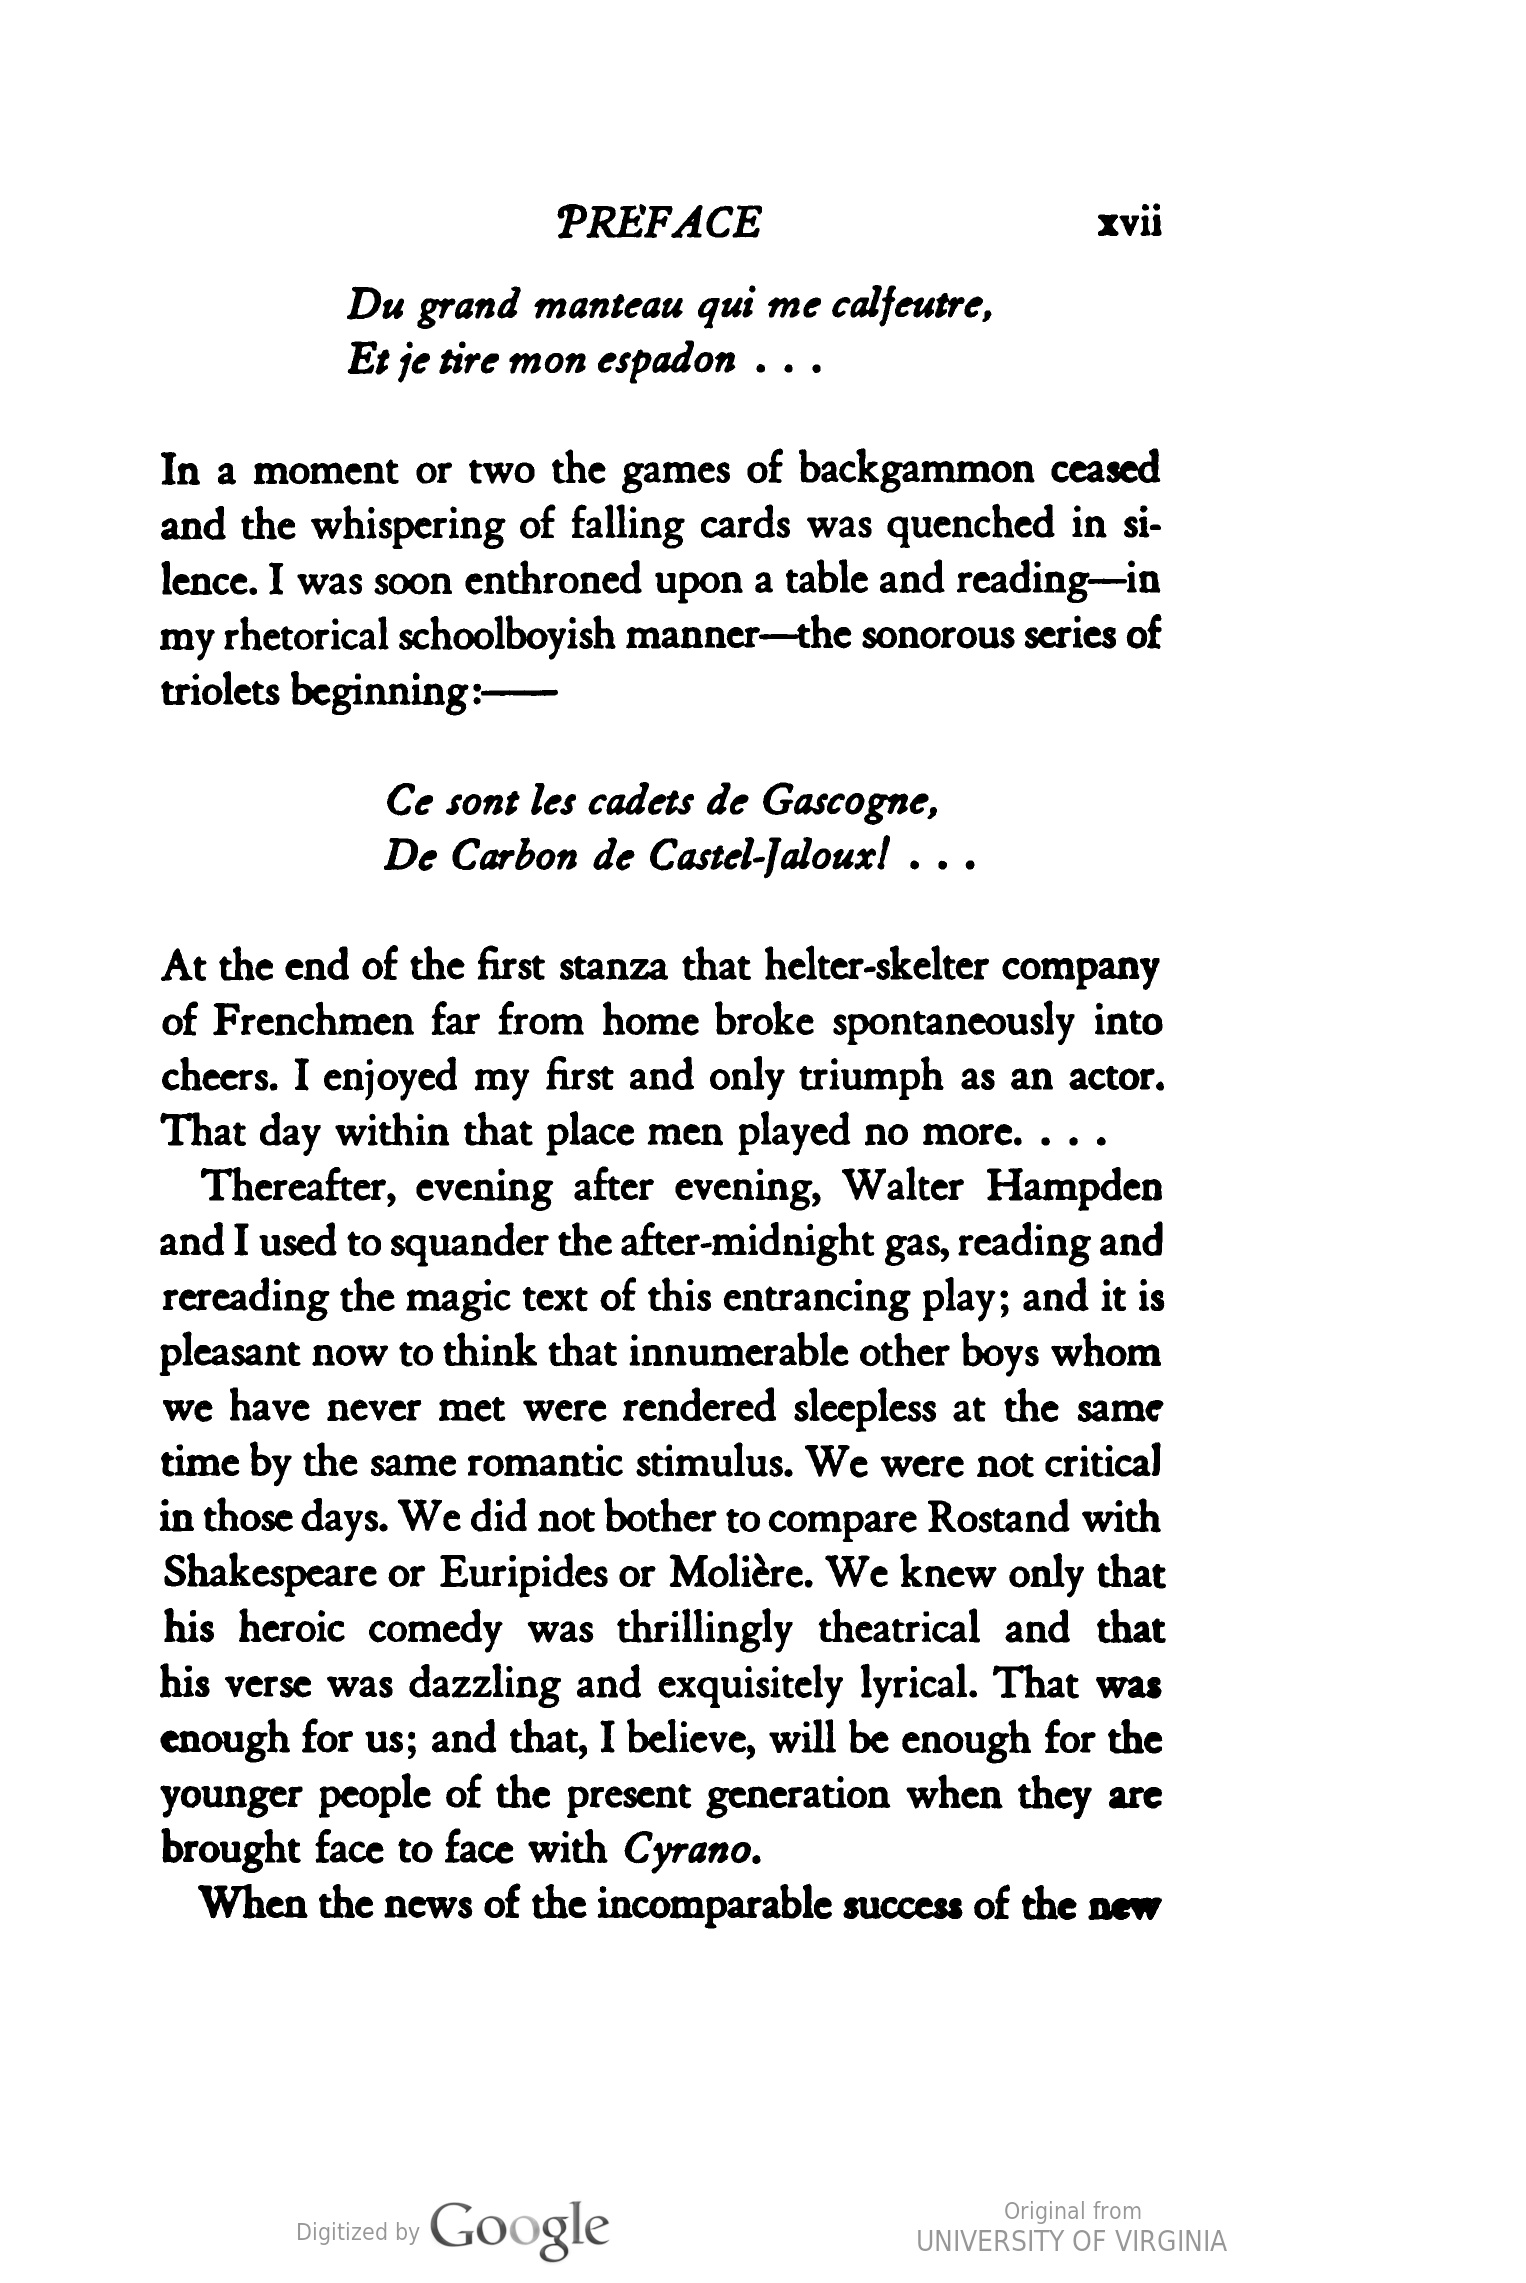 PREFACE xvii
Du grand manteau qui me calfeutre,
Et je tire mon espadon . . .
In a moment or two the games of backgammon ceased
and the whispering of falling cards was quenched in si-
lence. I was soon enthroned upon a table and reading—in
my rhetorical schoolboyish manner—the sonorous series of
triolets beginning:——
Ce sont les cadets de Gascogne,
De Carbon de Castel-Jaloux! . . .
At the end of the first stanza that helter-skelter company
of Frenchmen far from home broke spontaneously into
cheers. I enjoyed my first and only triumph as an actor.
That day within that place men played no more. . . .
Thereafter, evening after evening, Walter Hampden
and I used to squander the after-midnight gas, reading and
rereading the magic text of this entrancing play; and it is
pleasant now to think that innumerable other boys whom
we have never met were rendered sleepless at the same
time by the same romantic stimulus. We were not critical
in those days. We did not bother to compare Rostand with
Shakespeare or Euripides or Molière. We knew only that
his heroic comedy was thrillingly theatrical and that
his verse was dazzling and exquisitely lyrical. That was
enough for us; and that, I believe, will be enough for the
younger people of the present generation when they are
brought face to face with Cyrano.
When the news of the incomparable success of the new
Digitized by Google
Original from
UNIVERSITY OF VIRGINIA